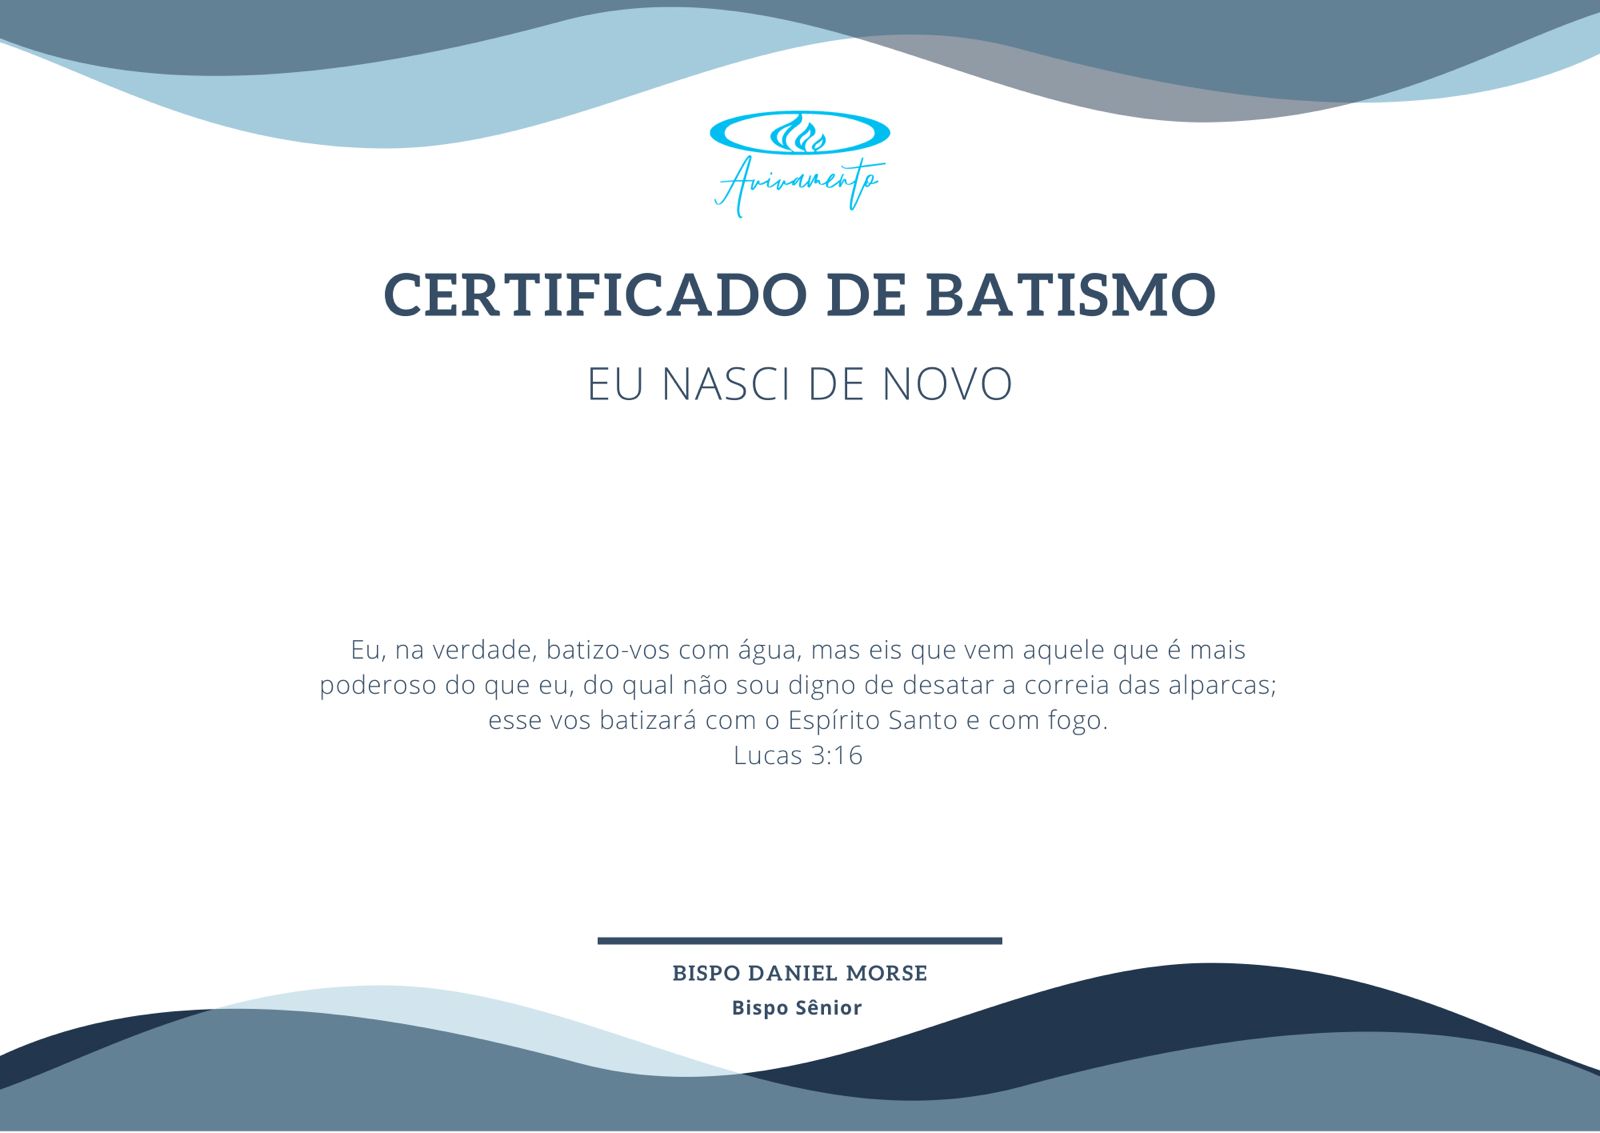 Avivamento
CERTIFICADO DE BATISMO
EU NASCI DE NOVO
Eu, na verdade, batizo-vos com água, mas eis que vem aquele que é mais
poderoso do que eu, do qual não sou digno de desatar a correia das alparcas;
esse vos batizará com o Espírito Santo e com fogo.
Lucas 3:16
BISPO DANIEL MORSE
Bispo Sênior